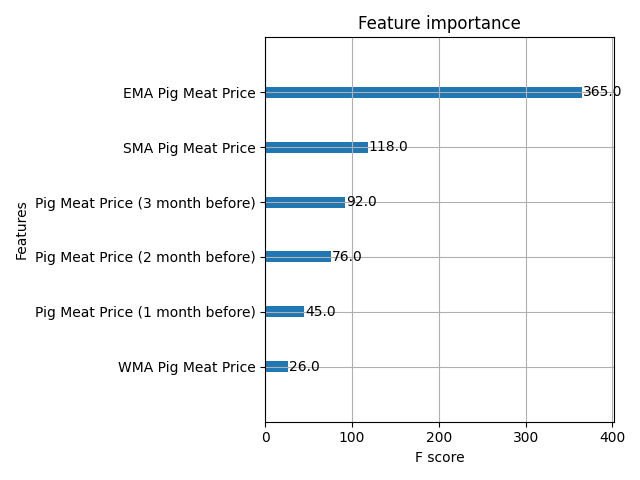 Feature importance
EMA Pig Meat Price
365.0
SMA Pig Meat Price
118.0
Pig Meat Price (3 month before)
92.0
Pig Meat Price (2 month before)
76.0
Pig Meat Price (1 month before)
45.0
WMA Pig Meat Price
26.0
Features
0 100 200 300 400
F score